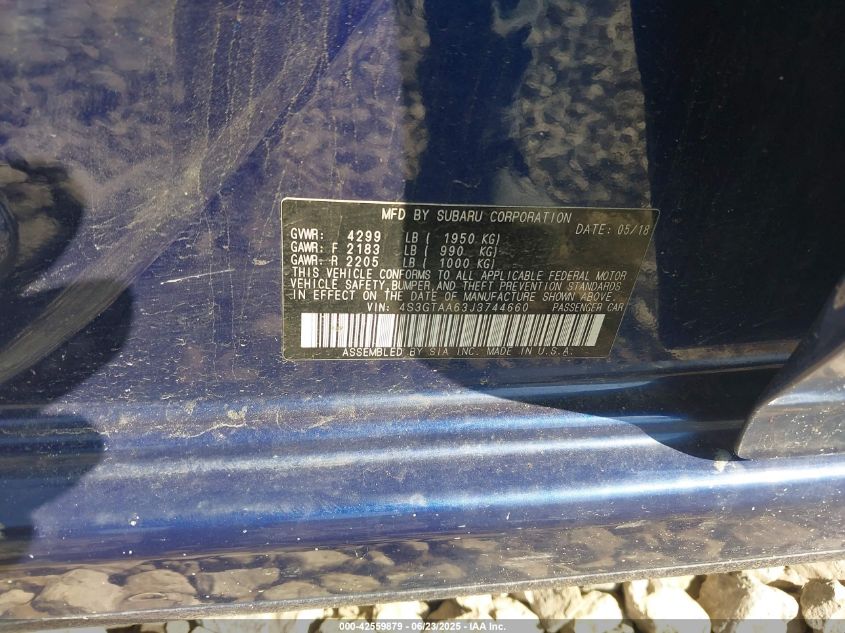 MFD BY SUBARU CORPORATION
DATE: 05/18
GVWR: 4299 LB ( 1950 KG)
GAWR: F 2183 LB ( 990 KG)
GAWR: R 2205 LB ( 1000 KG)
THIS VEHICLE CONFORMS TO ALL APPLICABLE FEDERAL MOTOR
VEHICLE SAFETY, BUMPER, AND THEFT PREVENTION STANDARDS
IN EFFECT ON THE DATE OF MANUFACTURE SHOWN ABOVE.
VIN: 4S3GTAA63J3744660 PASSENGER CAR
ASSEMBLED BY SIA INC. MADE IN U.S.A.
000-42559879 - 06/23/2025 - IAA Inc.